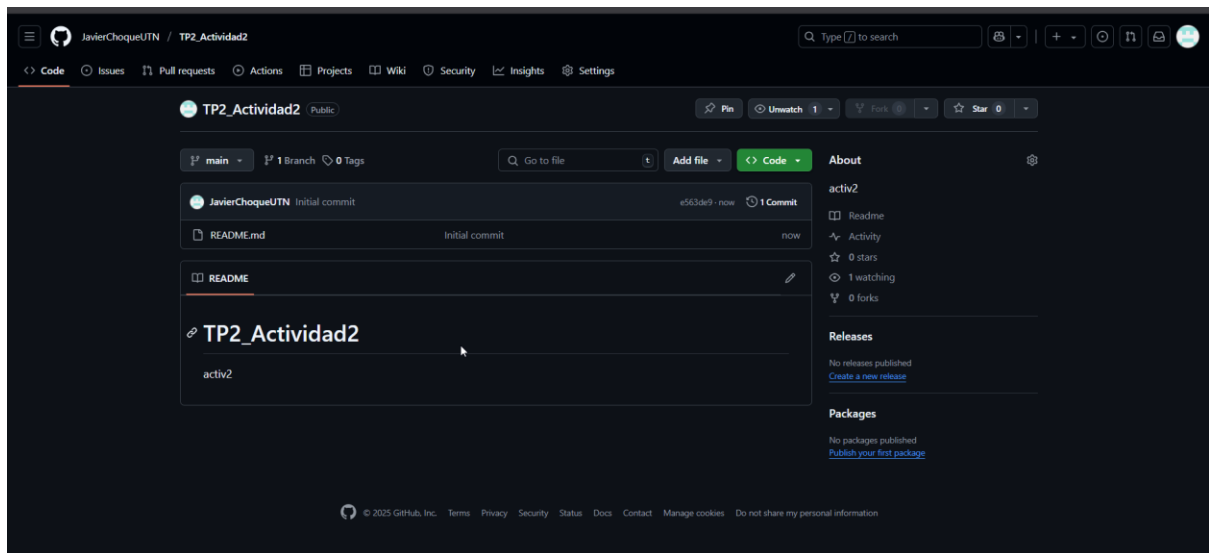 JavierChoqueUTN / TP2_Actividad2
Type / to search
Code Issues Pull requests Actions Projects Wiki Security Insights Settings
TP2_Actividad2 Public
Pin Unwatch 1 Fork 0 Star 0
main 1 Branch 0 Tags
Go to file t Add file Code
JavierChoqueUTN Initial commit e563de9 · now 1 Commit
README.md Initial commit now
README
TP2_Actividad2
activ2
About
activ2
Readme
Activity
0 stars
1 watching
0 forks
Releases
No releases published
Create a new release
Packages
No packages published
Publish your first package
© 2025 GitHub, Inc. Terms Privacy Security Status Docs Contact Manage cookies Do not share my personal information